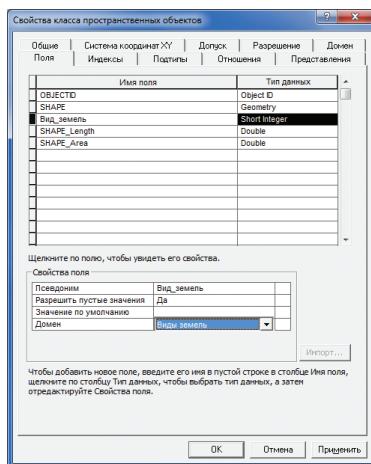 Свойства класса пространственных объектов
Общие Система координат XY Допуск Разрешение Домен
Поля Индексы Подтипы Отношения Представления
Имя поля Тип данных
OBJECTID Object ID
SHAPE Geometry
Вид_земель Short Integer
SHAPE_Length Double
SHAPE_Area Double
Щелкните по полю, чтобы увидеть его свойства.
Свойства поля
Псевдоним Вид_земель
Разрешить пустые значения Да
Значение по умолчанию
Домен Виды земель
Импорт...
Чтобы добавить новое поле, введите его имя в пустой строке в столбце Имя поля,
щелкните по столбцу Тип данных, чтобы выбрать тип данных, а затем
отредактируйте Свойства поля.
OK Отмена Применить